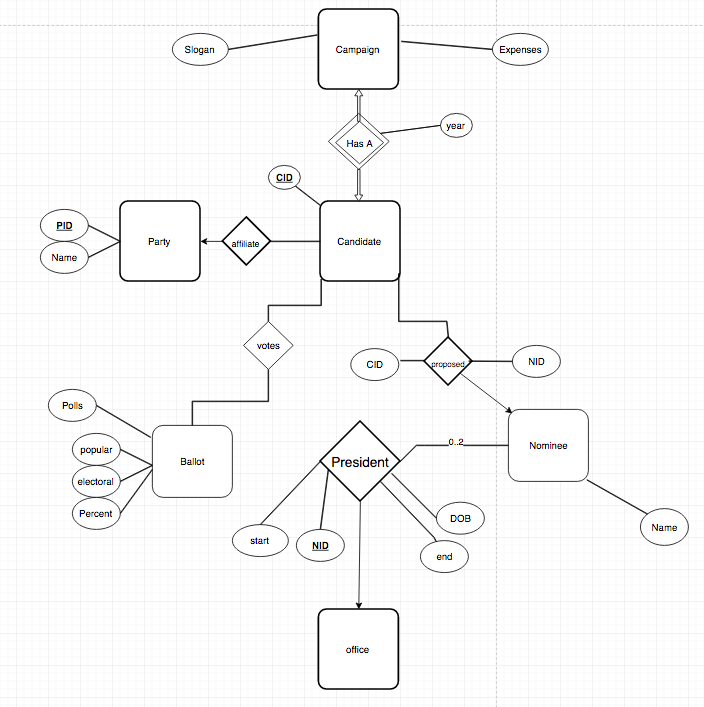 Campaign
Slogan
Expenses
year
Has A
CID
PID
Name
Party
affiliate
Candidate
votes
CID
proposed
NID
Polls
popular
electoral
Percent
Ballot
President
0..2
Nominee
start
NID
DOB
end
Name
office